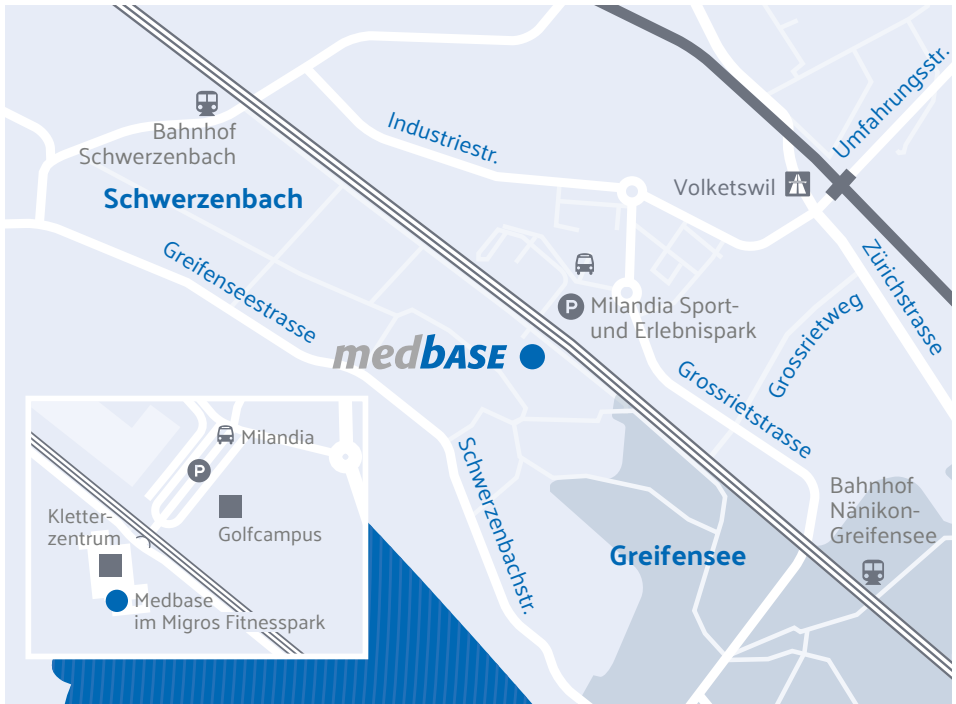 Umfahrungsstr.
Bahnhof
Schwerzenbach
Industriestr.
Volketswil
Schwerzenbach
Greifenseestrasse
Zürichstrasse
P
Milandia Sport-
und Erlebnispark
Grossrietweg
medbase
Grossrietstrasse
Schwerzenbachstr.
Milandia
P
Bahnhof
Nänikon-
Greifensee
Kletter-
zentrum
Golfcampus
Greifensee
Medbase
im Migros Fitnesspark